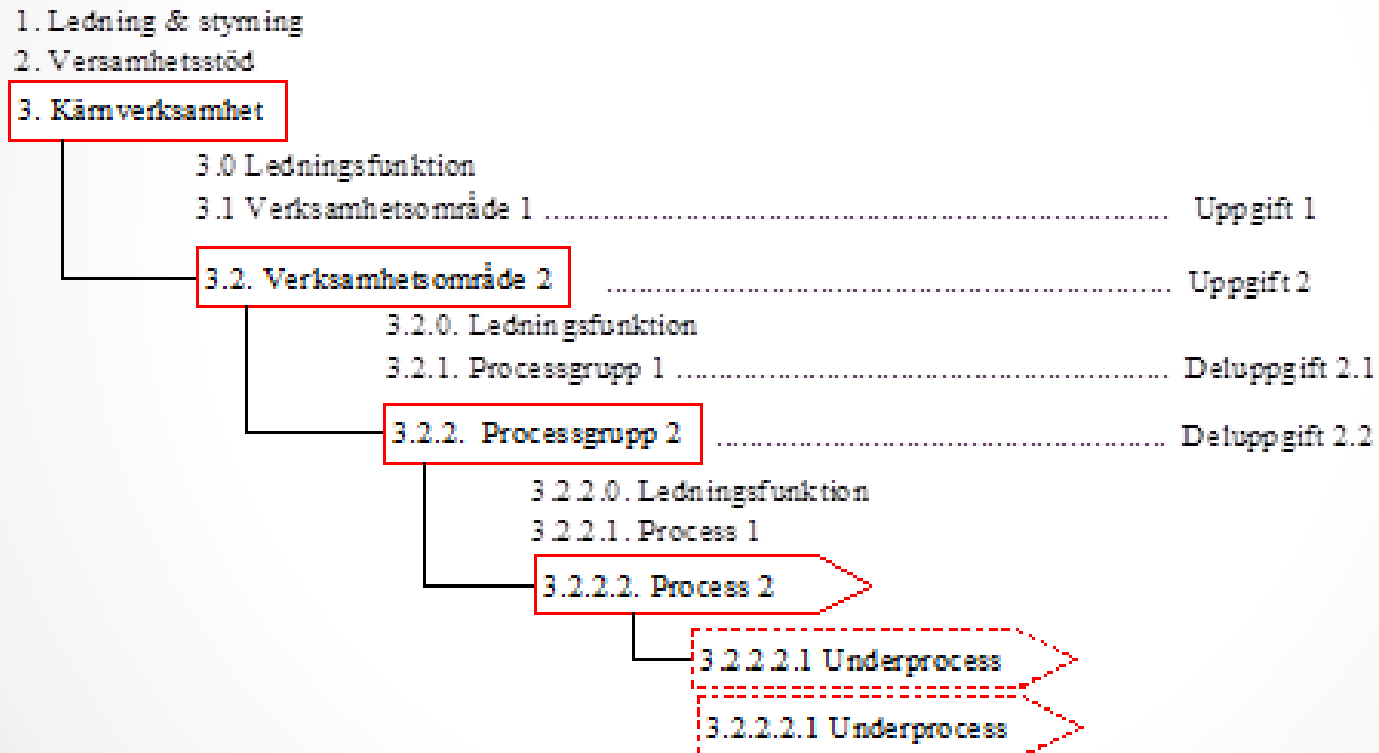 1. Ledning & styrning
2. Versamhetsstöd
3. Kärnverksamhet
3.0 Ledningsfunktion
3.1 Verksamhetsområde 1 ........................................................................ Uppgift 1
3.2. Verksamhetsområde 2 ................................................................. Uppgift 2
3.2.0. Ledningsfunktion
3.2.1. Processgrupp 1 ......................................................... Deluppgift 2.1
3.2.2. Processgrupp 2 .................................................... Deluppgift 2.2
3.2.2.0. Ledningsfunktion
3.2.2.1. Process 1
3.2.2.2. Process 2
3.2.2.2.1 Underprocess
3.2.2.2.1 Underprocess